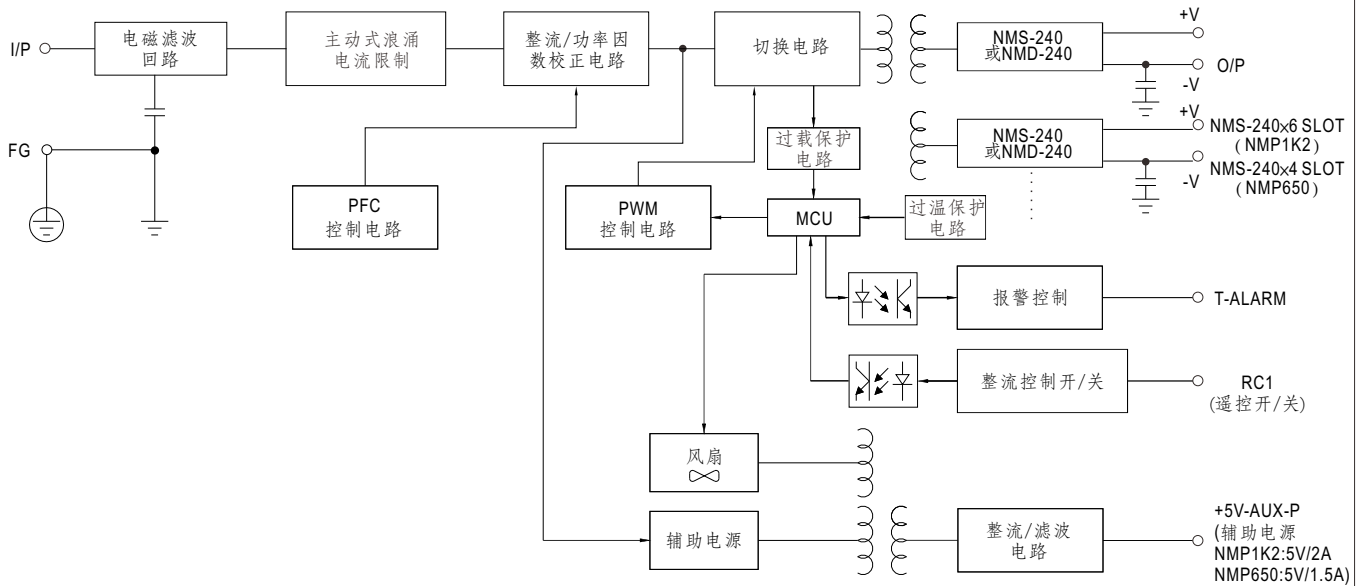 I/P
电磁滤波
回路
主动式浪涌
电流限制
整流/功率因
数校正电路
切换电路
NMS-240
或NMD-240
+V
O/P
-V
FG
PFC
控制电路
PWM
控制电路
过载保护
电路
MCU
过温保护
电路
NMS-240
或NMD-240
+V
NMS-240x6 SLOT
(NMP1K2)
NMS-240x4 SLOT
-V
(NMP650)
报警控制
T-ALARM
整流控制开/关
RC1
(遥控开/关)
风扇
辅助电源
整流/滤波
电路
+5V-AUX-P
(辅助电源
NMP1K2:5V/2A
NMP650:5V/1.5A)